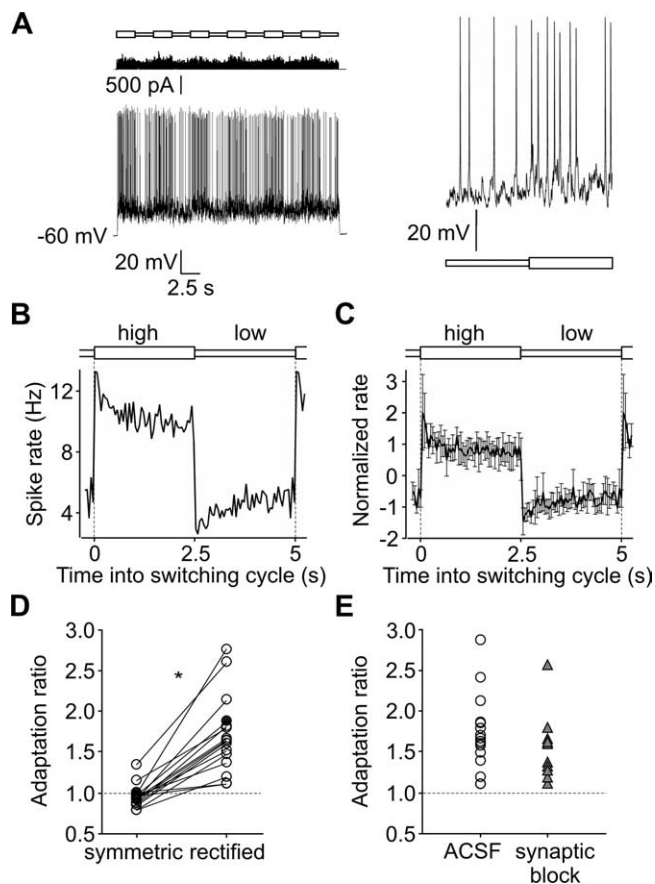 A
500 pA
-60 mV
20 mV
2.5 s
20 mV
B
high
low
Spike rate (Hz)
12
8
4
0
2.5
5
Time into switching cycle (s)
C
high
low
Normalized rate
3
2
1
0
-1
-2
0
2.5
5
Time into switching cycle (s)
D
Adaptation ratio
3.0
2.5
2.0
1.5
1.0
0.5
*
symmetric rectified
E
Adaptation ratio
3.0
2.5
2.0
1.5
1.0
0.5
ACSF
synaptic
block